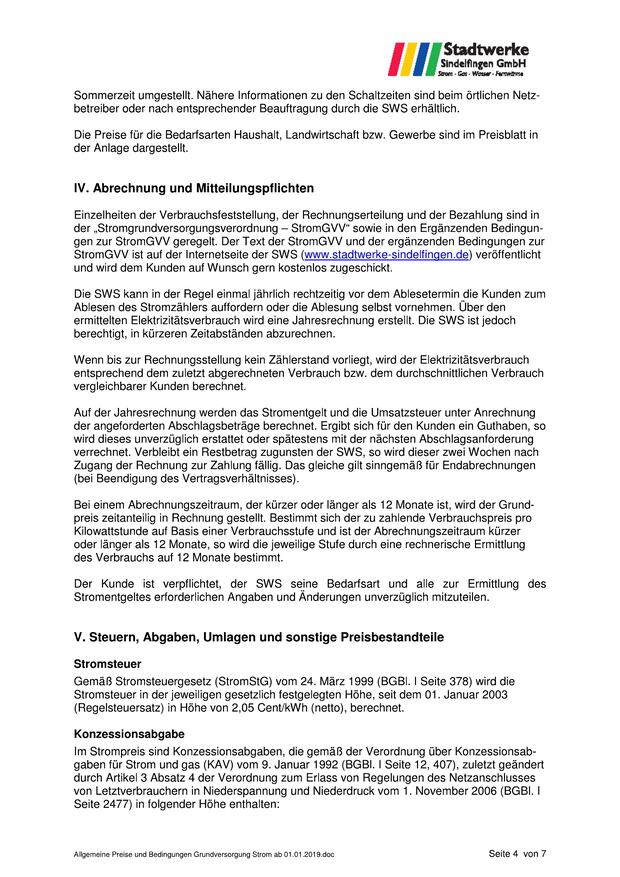 Stadtwerke
Sindelfingen GmbH
Strom - Gas - Wasser - Fernwärme
Sommerzeit umgestellt. Nähere Informationen zu den Schaltzeiten sind beim örtlichen Netz-
betreiber oder nach entsprechender Beauftragung durch die SWS erhältlich.
Die Preise für die Bedarfsarten Haushalt, Landwirtschaft bzw. Gewerbe sind im Preisblatt in
der Anlage dargestellt.
IV. Abrechnung und Mitteilungspflichten
Einzelheiten der Verbrauchsfeststellung, der Rechnungserteilung und der Bezahlung sind in
der „Stromgrundversorgungsverordnung – StromGVV“ sowie in den Ergänzenden Bedingun-
gen zur StromGVV geregelt. Der Text der StromGVV und der ergänzenden Bedingungen zur
StromGVV ist auf der Internetseite der SWS (www.stadtwerke-sindelfingen.de) veröffentlicht
und wird dem Kunden auf Wunsch gern kostenlos zugeschickt.
Die SWS kann in der Regel einmal jährlich rechtzeitig vor dem Ablesetermin die Kunden zum
Ablesen des Stromzählers auffordern oder die Ablesung selbst vornehmen. Über den
ermittelten Elektrizitätsverbrauch wird eine Jahresrechnung erstellt. Die SWS ist jedoch
berechtigt, in kürzeren Zeitabständen abzurechnen.
Wenn bis zur Rechnungsstellung kein Zählerstand vorliegt, wird der Elektrizitätsverbrauch
entsprechend dem zuletzt abgerechneten Verbrauch bzw. dem durchschnittlichen Verbrauch
vergleichbarer Kunden berechnet.
Auf der Jahresrechnung werden das Stromentgelt und die Umsatzsteuer unter Anrechnung
der angeforderten Abschlagsbeträge berechnet. Ergibt sich für den Kunden ein Guthaben, so
wird dieses unverzüglich erstattet oder spätestens mit der nächsten Abschlagsanforderung
verrechnet. Verbleibt ein Restbetrag zugunsten der SWS, so wird dieser zwei Wochen nach
Zugang der Rechnung zur Zahlung fällig. Das gleiche gilt sinngemäß für Endabrechnungen
(bei Beendigung des Vertragsverhältnisses).
Bei einem Abrechnungszeitraum, der kürzer oder länger als 12 Monate ist, wird der Grund-
preis zeitanteilig in Rechnung gestellt. Bestimmt sich der zu zahlende Verbrauchspreis pro
Kilowattstunde auf Basis einer Verbrauchsstufe und ist der Abrechnungszeitraum kürzer
oder länger als 12 Monate, so wird die jeweilige Stufe durch eine rechnerische Ermittlung
des Verbrauchs auf 12 Monate bestimmt.
Der Kunde ist verpflichtet, der SWS seine Bedarfsart und alle zur Ermittlung des
Stromentgeltes erforderlichen Angaben und Änderungen unverzüglich mitzuteilen.
V. Steuern, Abgaben, Umlagen und sonstige Preisbestandteile
Stromsteuer
Gemäß Stromsteuergesetz (StromStG) vom 24. März 1999 (BGBl. I Seite 378) wird die
Stromsteuer in der jeweiligen gesetzlich festgelegten Höhe, seit dem 01. Januar 2003
(Regelsteuersatz) in Höhe von 2,05 Cent/kWh (netto), berechnet.
Konzessionsabgabe
Im Strompreis sind Konzessionsabgaben, die gemäß der Verordnung über Konzessionsab-
gaben für Strom und gas (KAV) vom 9. Januar 1992 (BGBl. I Seite 12, 407), zuletzt geändert
durch Artikel 3 Absatz 4 der Verordnung zum Erlass von Regelungen des Netzanschlusses
von Letztverbrauchern in Niederspannung und Niederdruck vom 1. November 2006 (BGBl. I
Seite 2477) in folgender Höhe enthalten:
Allgemeine Preise und Bedingungen Grundversorgung Strom ab 01.01.2019.doc
Seite 4 von 7